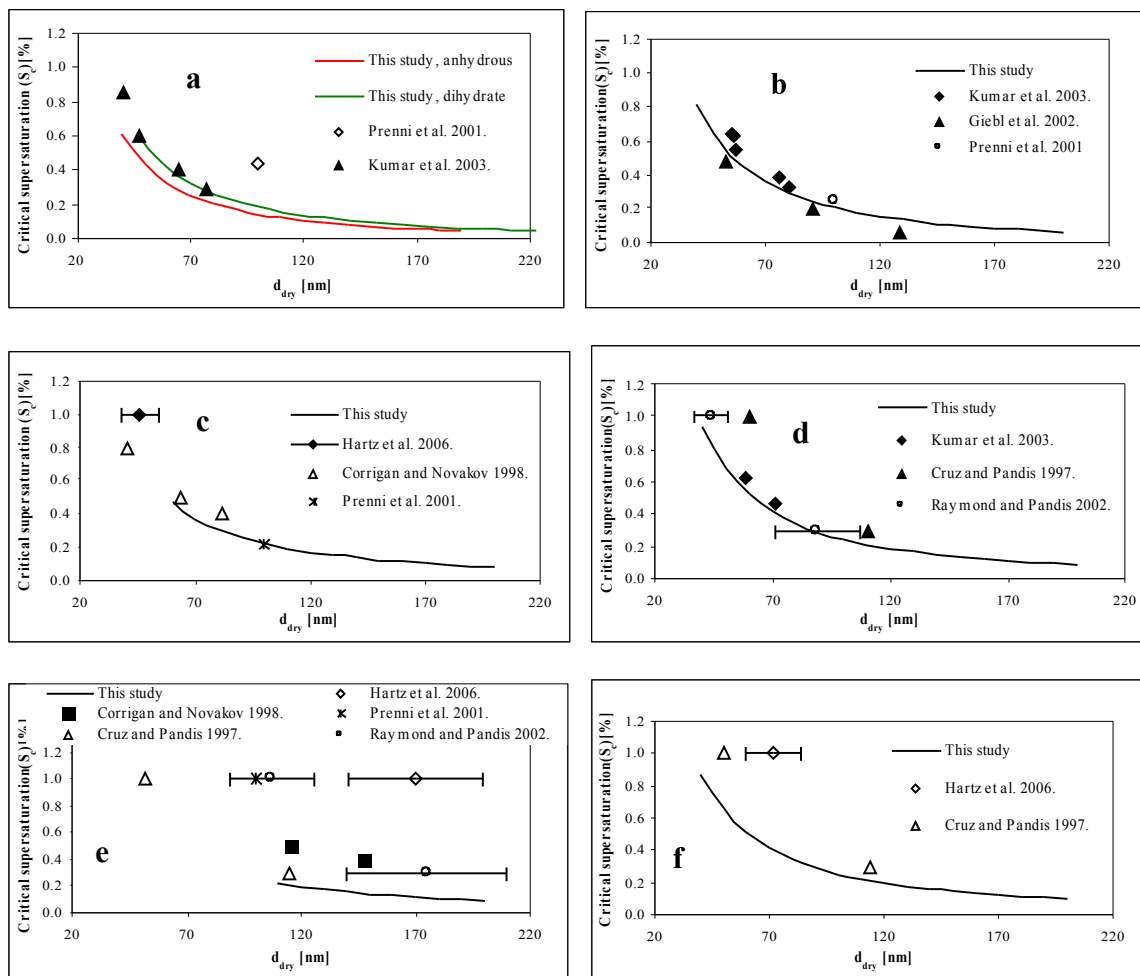 Critical supersaturation (Sc)[%]
1.2
1.0
0.8
0.6
0.4
0.2
0.0
a
This study, anhydrous
This study, dihydrate
Prenni et al. 2001.
Kumar et al. 2003.
20 70 120 170 220
d dry [nm]
Critical supersaturation(Sc)[%]
1.2
1.0
0.8
0.6
0.4
0.2
0.0
b
This study
Kumar et al. 2003.
Giebl et al. 2002.
Prenni et al. 2001
20 70 120 170 220
d dry [nm]
Critical supersaturation (Sc)[%]
1.2
1.0
0.8
0.6
0.4
0.2
0.0
c
This study
Hartz et al. 2006.
Corrigan and Novakov 1998.
Prenni et al. 2001.
20 70 120 170 220
d dry [nm]
Critical supersaturation(Sc)[%]
1.2
1.0
0.8
0.6
0.4
0.2
0.0
d
This study
Kumar et al. 2003.
Cruz and Pandis 1997.
Raymond and Pandis 2002.
20 70 120 170 220
d dry [nm]
This study Hartz et al. 2006.
Corrigan and Novakov 1998. Prenni et al. 2001.
Cruz and Pandis 1997. Raymond and Pandis 2002.
Critical supersaturation(Sc)[%]
1.0
0.8
0.6
0.4
0.2
0.0
e
20 70 120 170 220
d dry [nm]
Critical supersaturation(Sc)[%]
1.2
1.0
0.8
0.6
0.4
0.2
0.0
f
This study
Hartz et al. 2006.
Cruz and Pandis 1997.
20 70 120 170 220
d dry [nm]